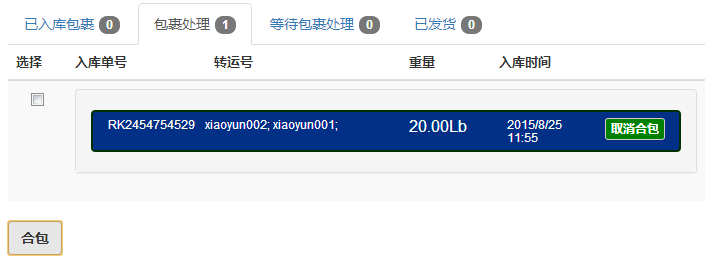 已入库包裹 0 包裹处理 1 等待包裹处理 0 已发货 0
选择 入库单号 转运号 重量 入库时间
RK2454754529 xiaoyun002; xiaoyun001; 20.00Lb 2015/8/25 取消合包
11:55
合包